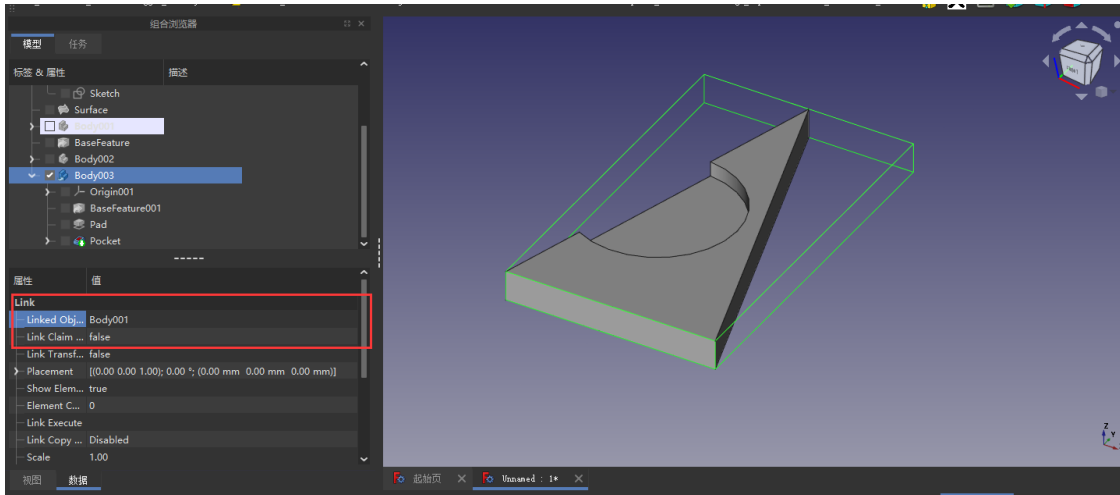 组合浏览器
模型 任务
标签 & 属性 描述
Sketch
Surface
BaseFeature
Body002
Body003
Origin001
BaseFeature001
Pad
Pocket
属性 值
Link
Linked Obj... Body001
Link Claim ... false
Link Transf... false
Placement [(0.00 0.00 1.00); 0.00 °; (0.00 mm 0.00 mm 0.00 mm)]
Show Elem... true
Element C... 0
Link Execute
Link Copy ... Disabled
Scale 1.00
视图 数据
起始页 Unnamed : 1*
Z
Y